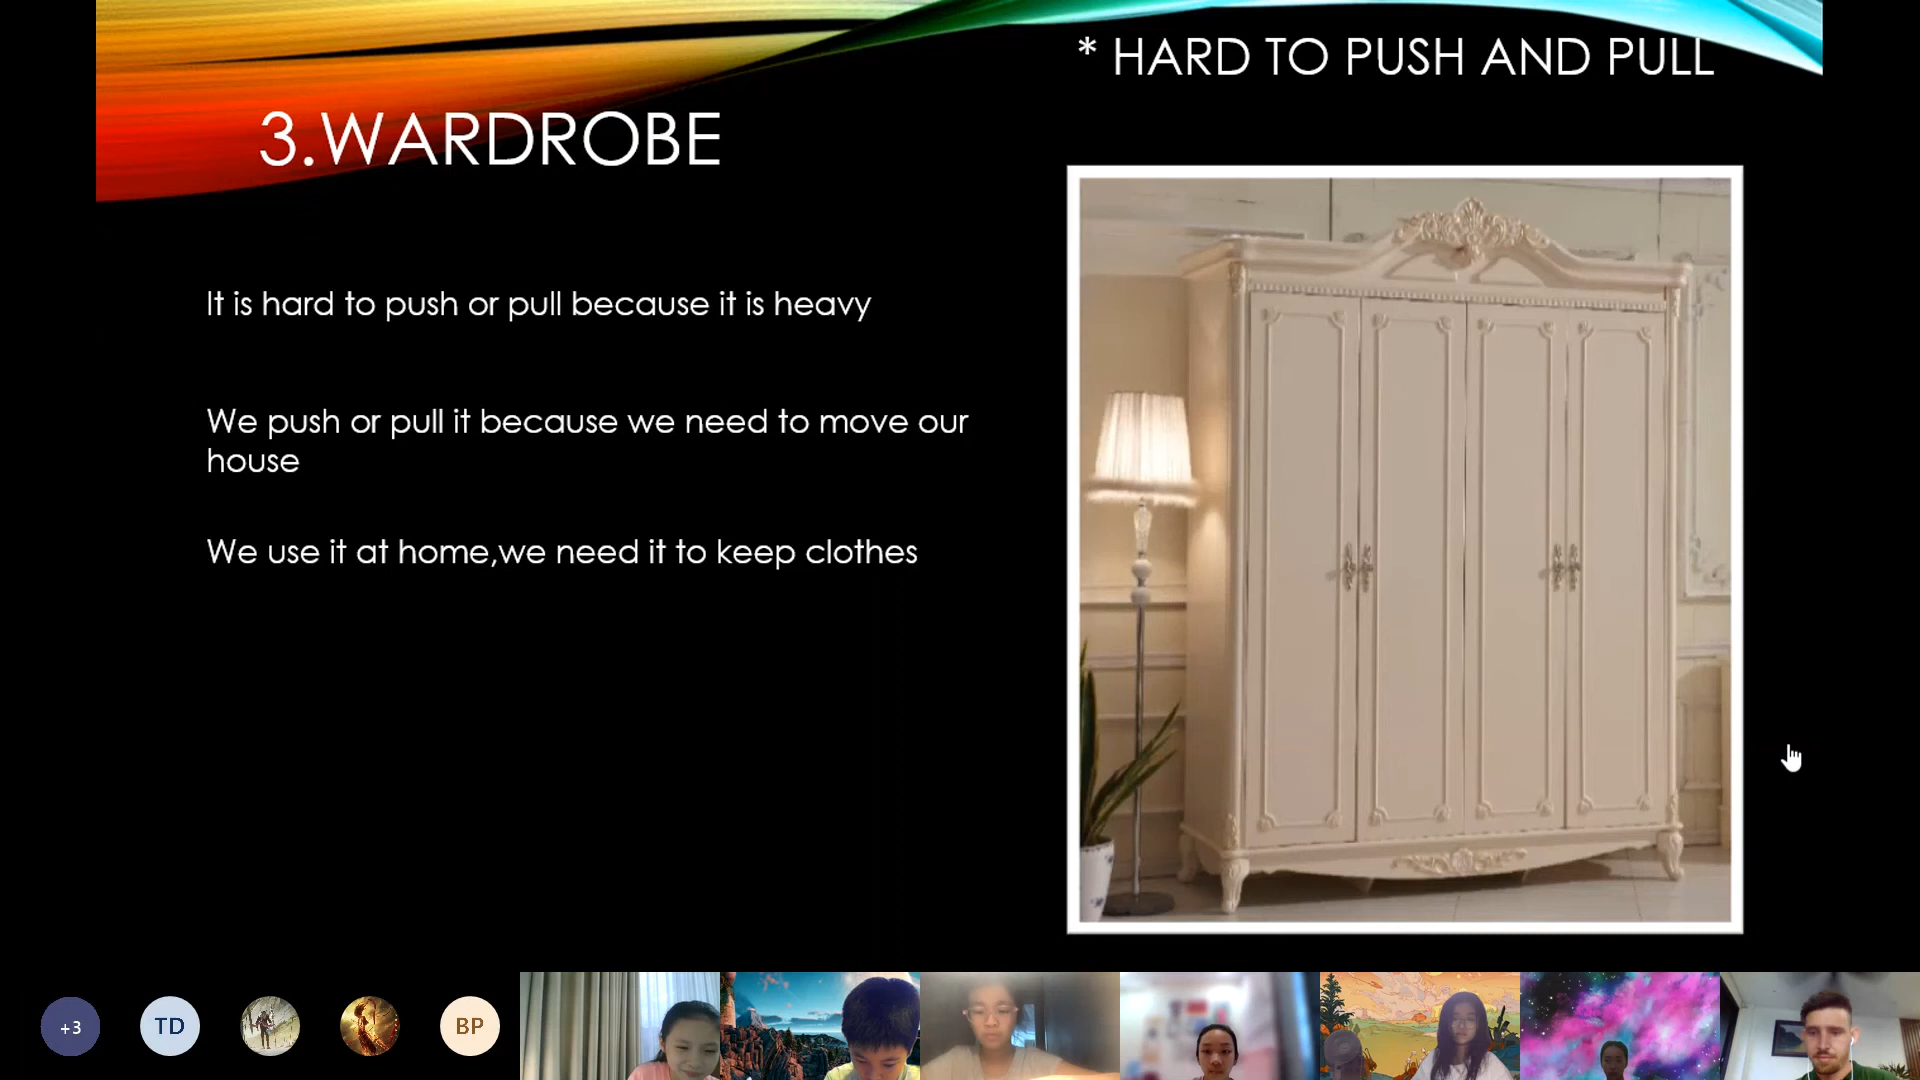 * HARD TO PUSH AND PULL
3.WARDROBE
It is hard to push or pull because it is heavy
We push or pull it because we need to move our
house
We use it at home,we need it to keep clothes
+3
TD
BP